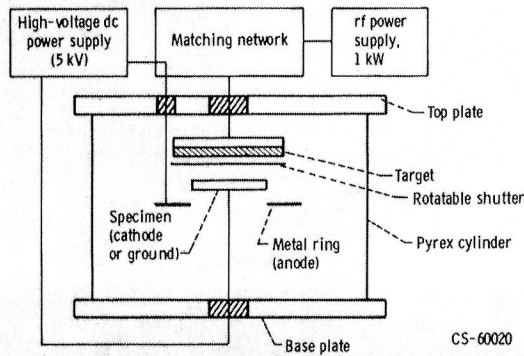 High-voltage dc
power supply
(5 kV)
Matching network
rf power
supply,
1 kW
Top plate
Target
Rotatable shutter
Specimen
(cathode
or ground)
Metal ring
(anode)
Pyrex cylinder
Base plate
CS-60020